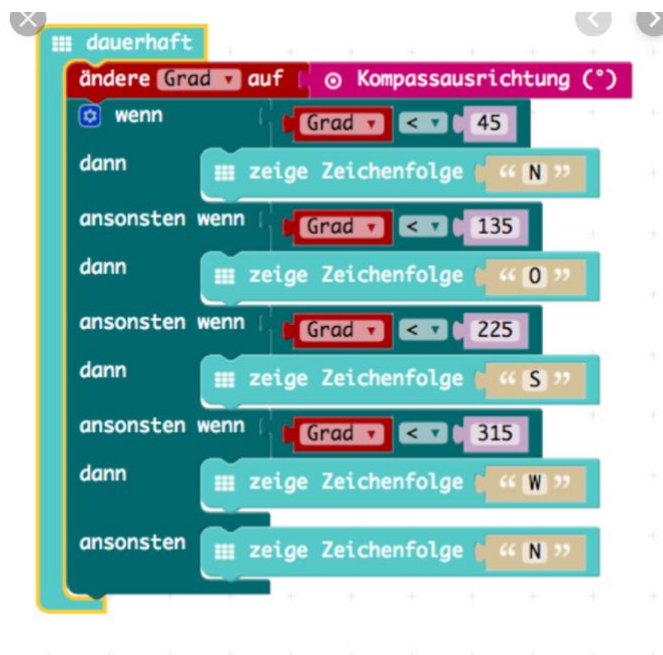 dauerhaft
ändere Grad auf Kompassausrichtung (°)
wenn Grad < 45
dann zeige Zeichenfolge “ N ”
ansonsten wenn Grad < 135
dann zeige Zeichenfolge “ O ”
ansonsten wenn Grad < 225
dann zeige Zeichenfolge “ S ”
ansonsten wenn Grad < 315
dann zeige Zeichenfolge “ W ”
ansonsten zeige Zeichenfolge “ N ”